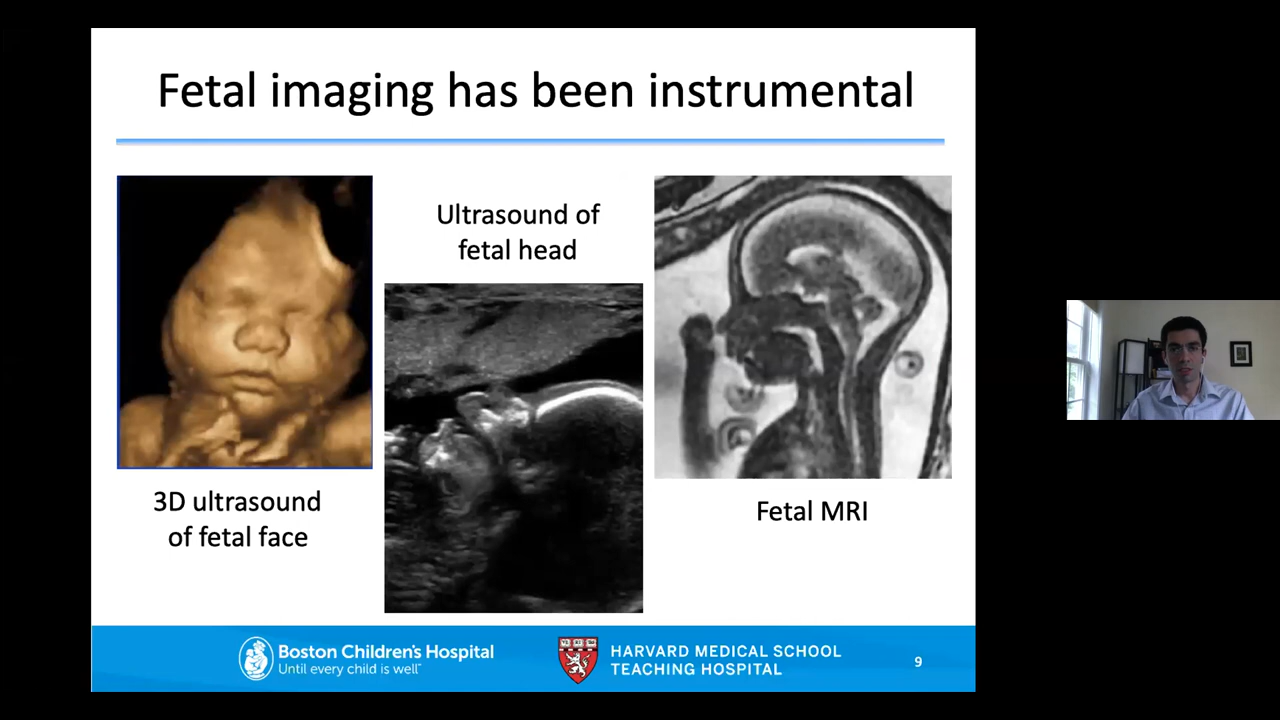 Fetal imaging has been instrumental
Ultrasound of
fetal head
3D ultrasound
of fetal face
Fetal MRI
Boston Children's Hospital
Until every child is well™
HARVARD MEDICAL SCHOOL
TEACHING HOSPITAL
9